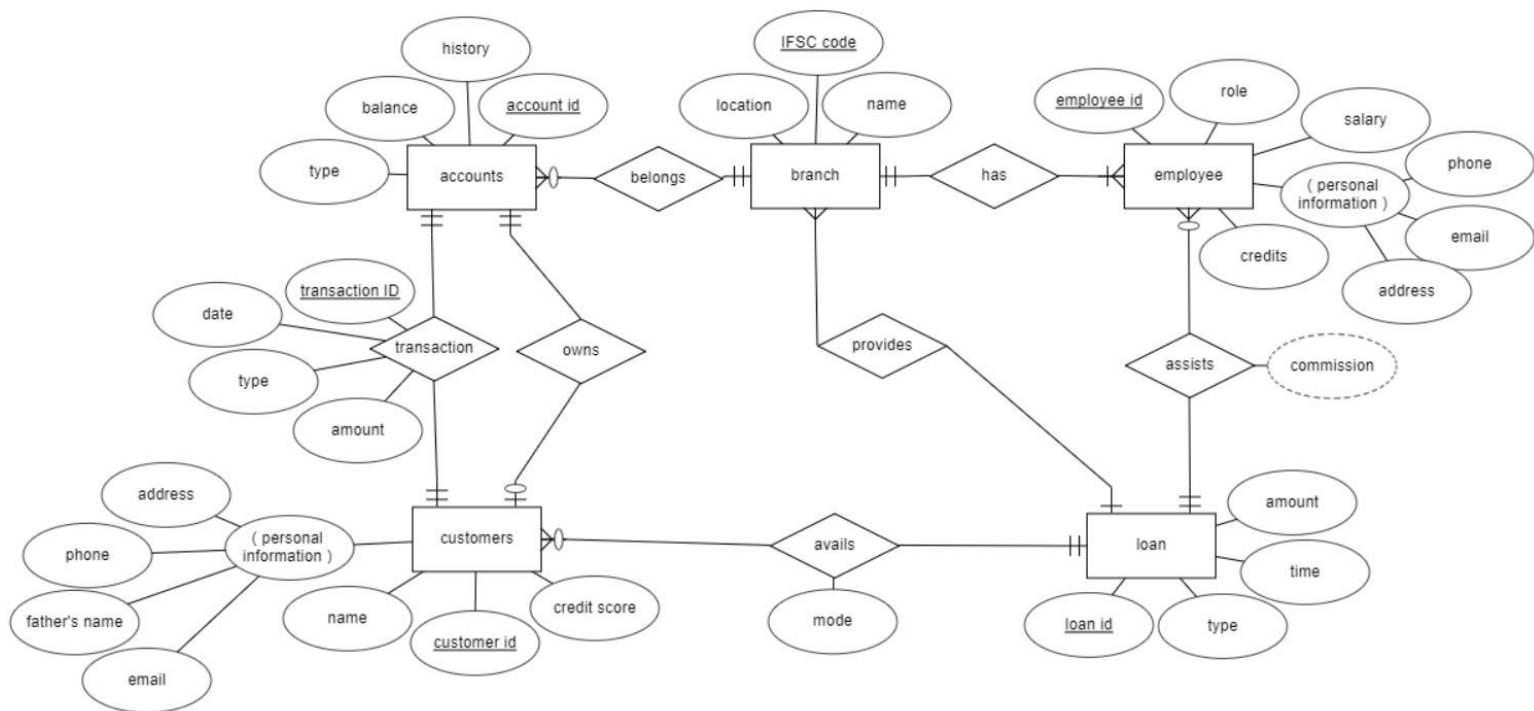 history
IFSC code
balance
account id
location
name
employee id
role
salary
type
accounts
belongs
branch
has
employee
phone
( personal
information )
email
credits
address
transaction ID
date
transaction
owns
provides
assists
commission
type
amount
address
amount
( personal
information )
customers
avails
loan
phone
time
father's name
name
customer id
credit score
mode
loan id
type
email